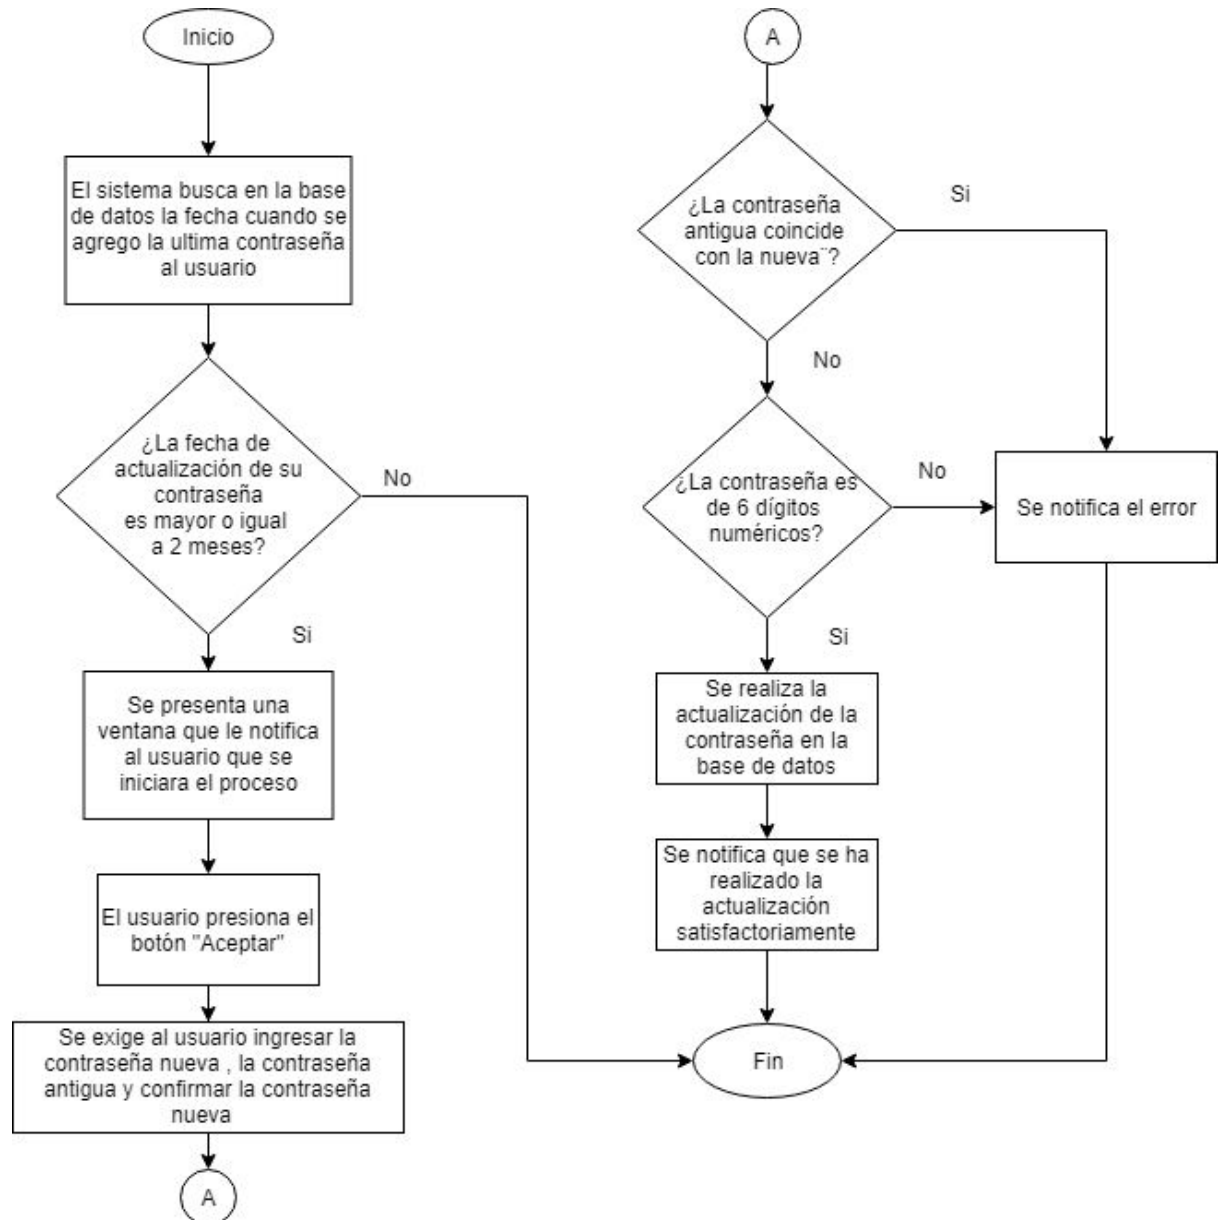 Inicio
El sistema busca en la base
de datos la fecha cuando se
agrego la ultima contraseña
al usuario
¿La fecha de
actualización de su
contraseña
es mayor o igual
a 2 meses?
No
Si
Se presenta una
ventana que le notifica
al usuario que se
iniciara el proceso
El usuario presiona el
botón "Aceptar"
Se exige al usuario ingresar la
contraseña nueva , la contraseña
antigua y confirmar la contraseña
nueva
A
A
¿La contraseña
antigua coincide
con la nueva¨?
Si
No
¿La contraseña es
de 6 dígitos
numéricos?
No
Se notifica el error
Si
Se realiza la
actualización de la
contraseña en la
base de datos
Se notifica que se ha
realizado la
actualización
satisfactoriamente
Fin